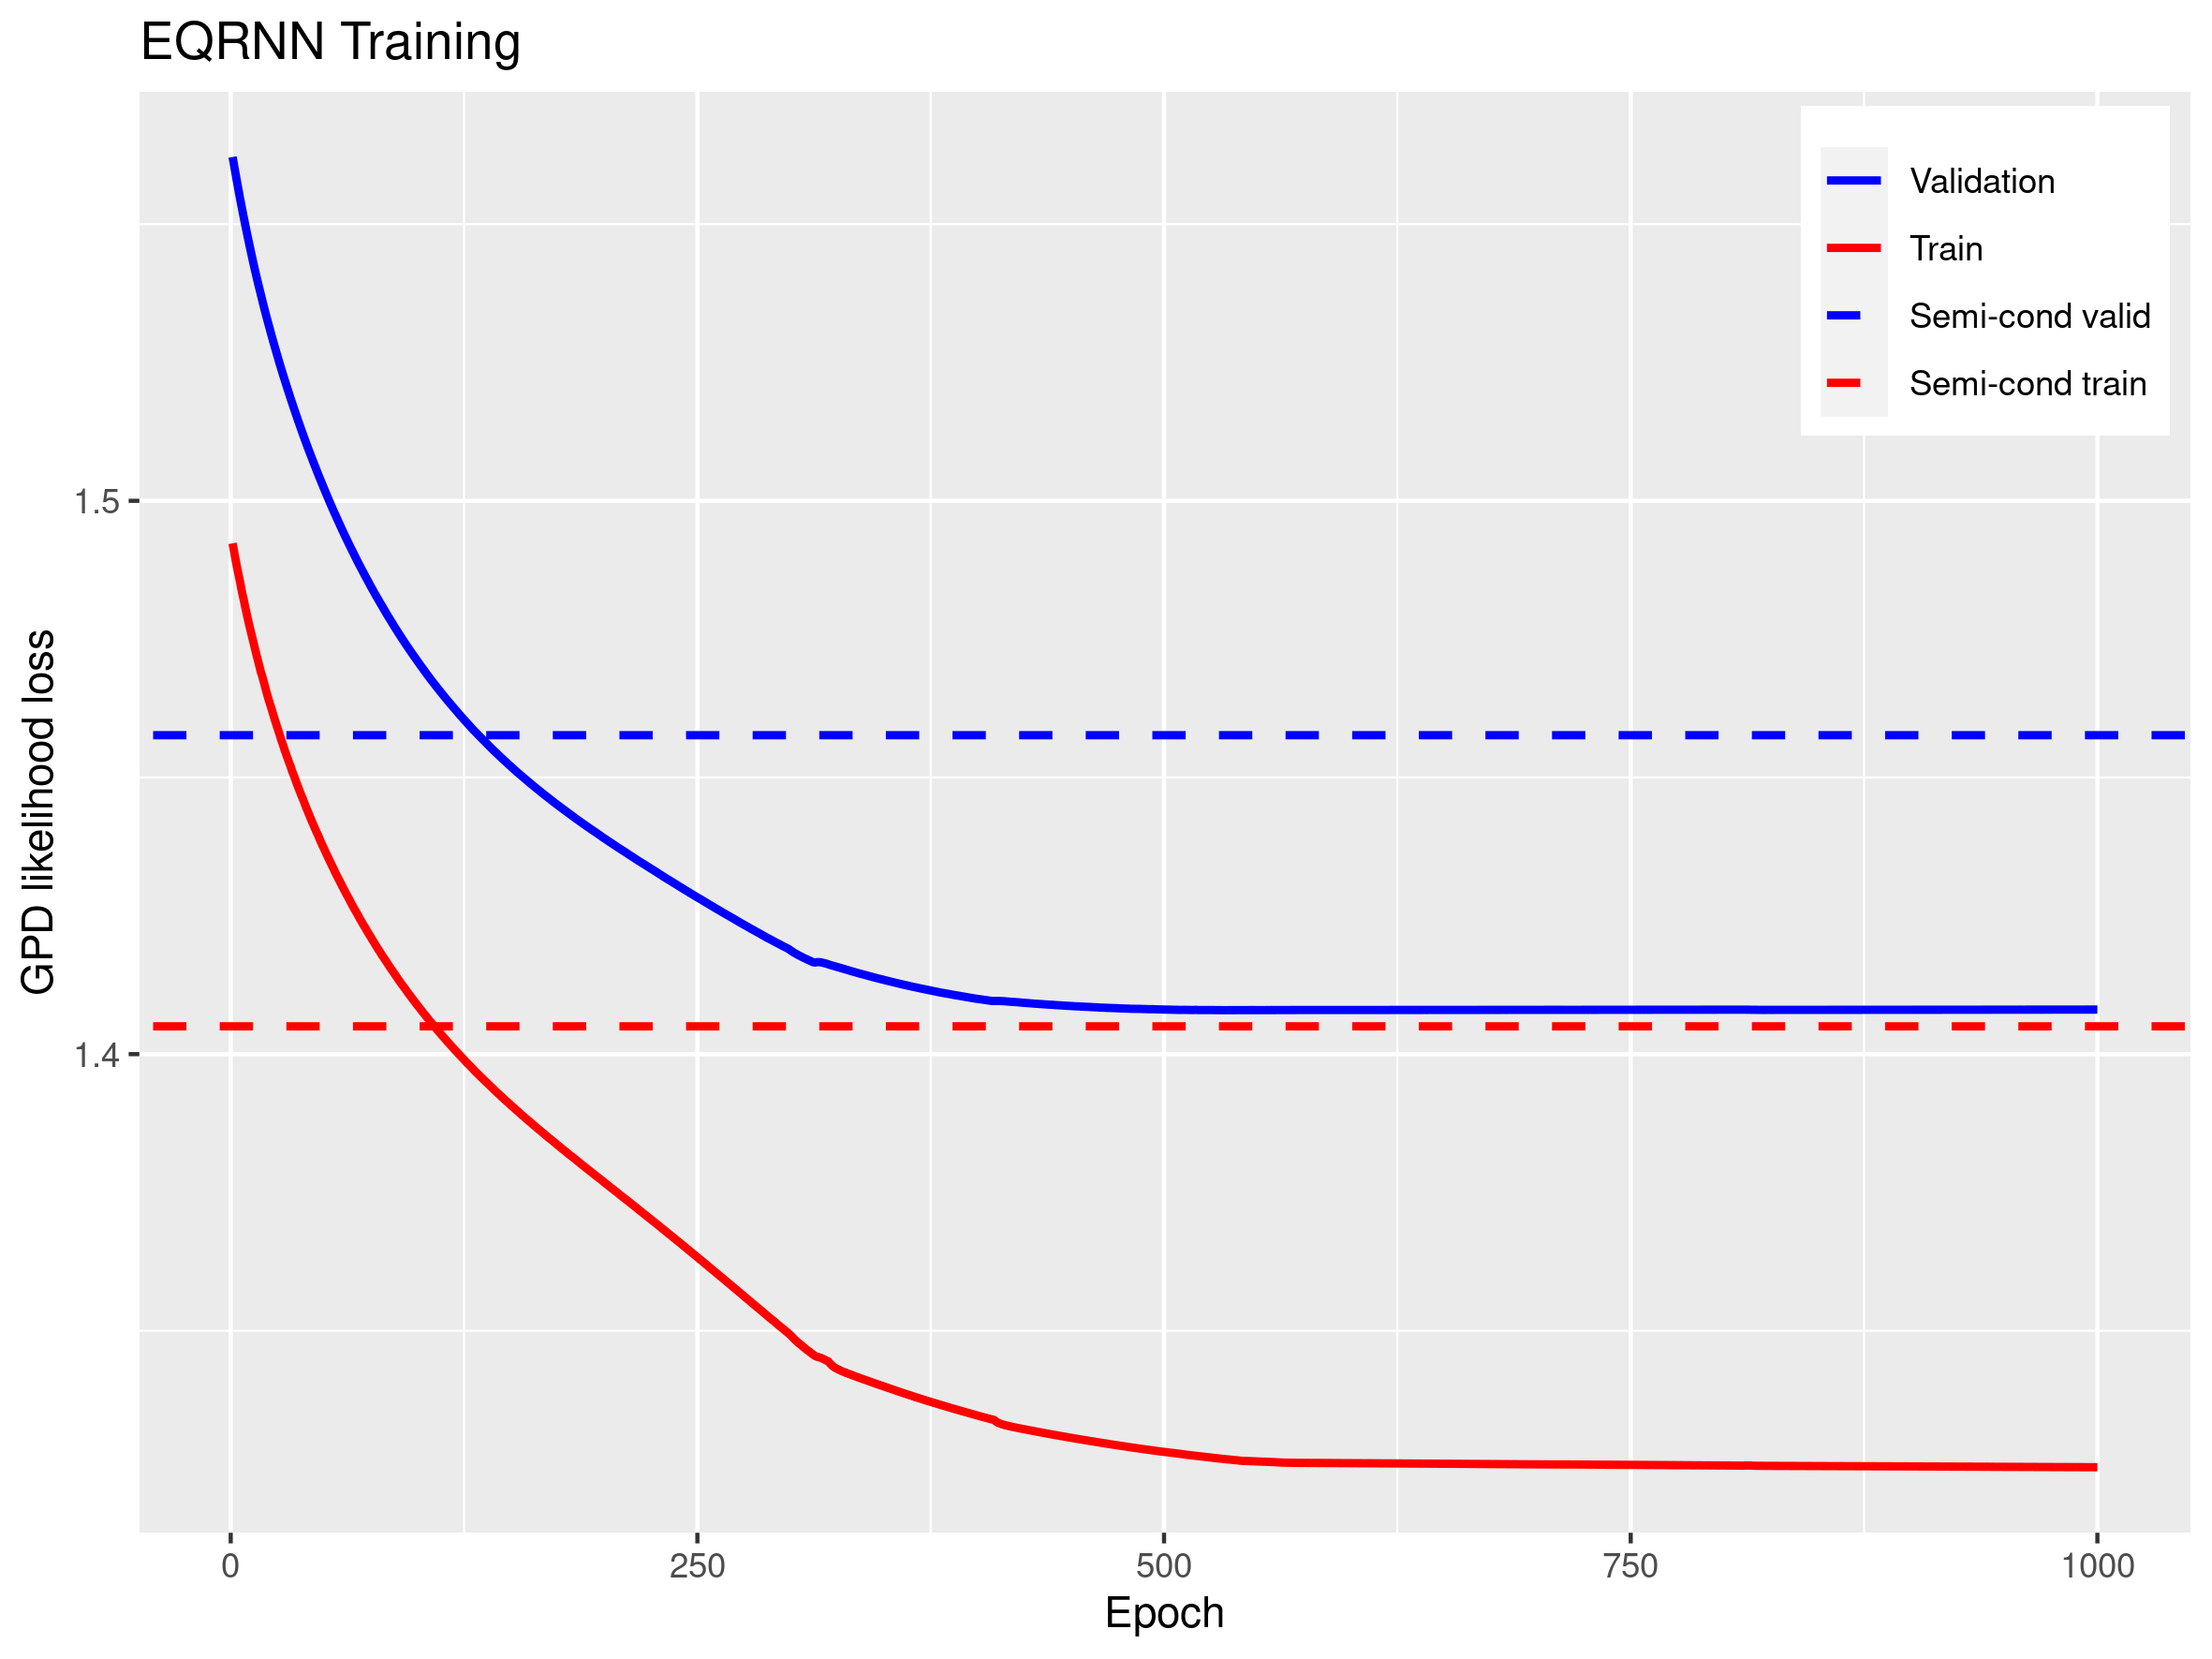 EQRNN Training
Validation
Train
Semi-cond valid
Semi-cond train
GPD likelihood loss
1.5
1.4
0 250 500 750 1000
Epoch